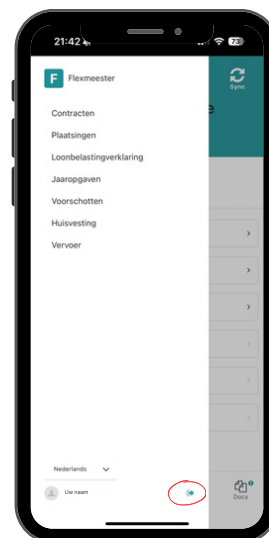 21:42
73
F Flexmeester
Sync
e
Contracten
Plaatsingen
Loonbelastingverklaring
Jaaropgaven
Voorschotten
Huisvesting
Vervoer
Nederlands
Uw naam
Docs